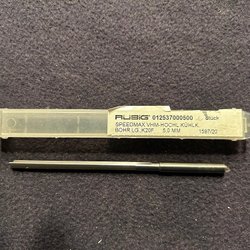 RUBIG 012537000500 Stück
SPEEDMAX VHM-HOCHL.KÜHLK.
BOHR.LG.,K20F 5.0 MM 1597/20